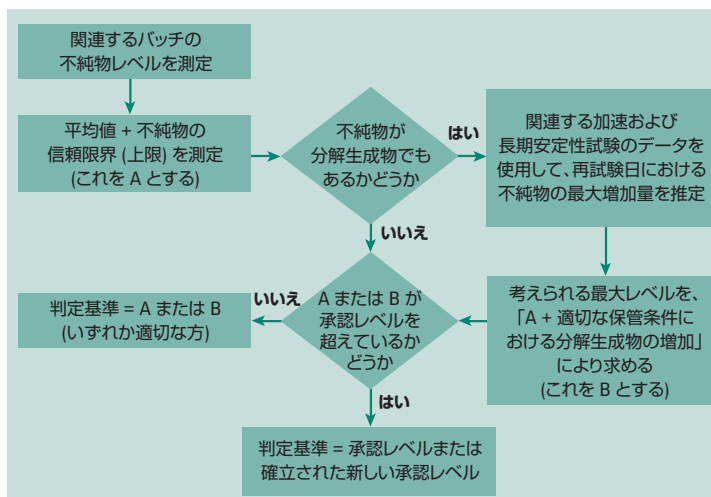 関連するバッチの
不純物レベルを測定
平均値 + 不純物の
信頼限界 (上限) を測定
(これを A とする)
不純物が
分解生成物でも
あるかどうか
はい
関連する加速および
長期安定性試験のデータを
使用して、再試験日における
不純物の最大増加量を推定
いいえ
考えられる最大レベルを、
「A + 適切な保管条件に
おける分解生成物の増加」
により求める
(これを B とする)
A または B が
承認レベルを
超えているか
どうか
いいえ
判定基準 = A または B
(いずれか適切な方)
はい
判定基準 = 承認レベルまたは
確立された新しい承認レベル